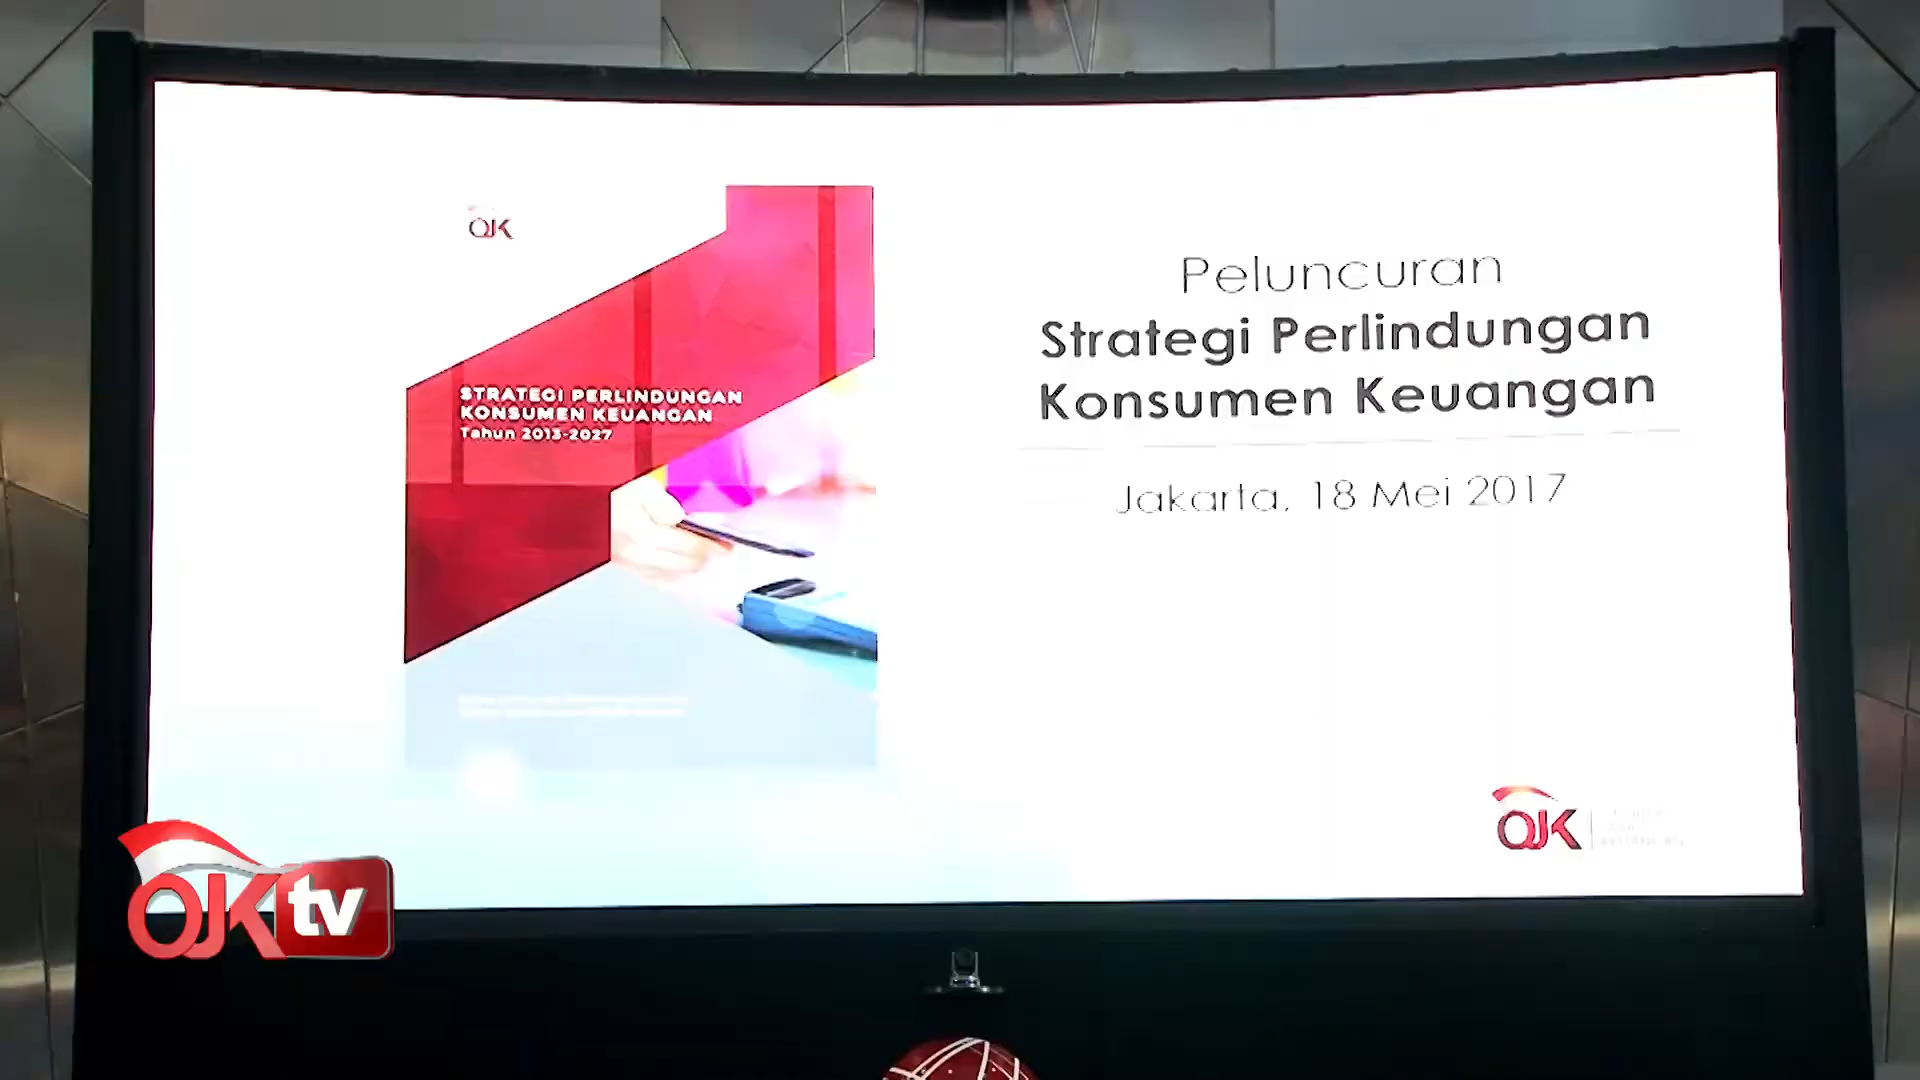 OJK
STRATEGI PERLINDUNGAN
KONSUMEN KEUANGAN
Tahun 2013-2027
Peluncuran
Strategi Perlindungan
Konsumen Keuangan
Jakarta, 18 Mei 2017
OJK
OJK tv